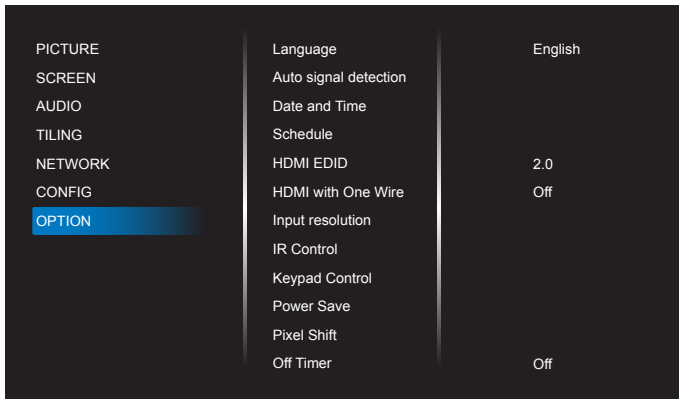 PICTURE
SCREEN
AUDIO
TILING
NETWORK
CONFIG
OPTION
Language English
Auto signal detection
Date and Time
Schedule
HDMI EDID 2.0
HDMI with One Wire Off
Input resolution
IR Control
Keypad Control
Power Save
Pixel Shift
Off Timer Off